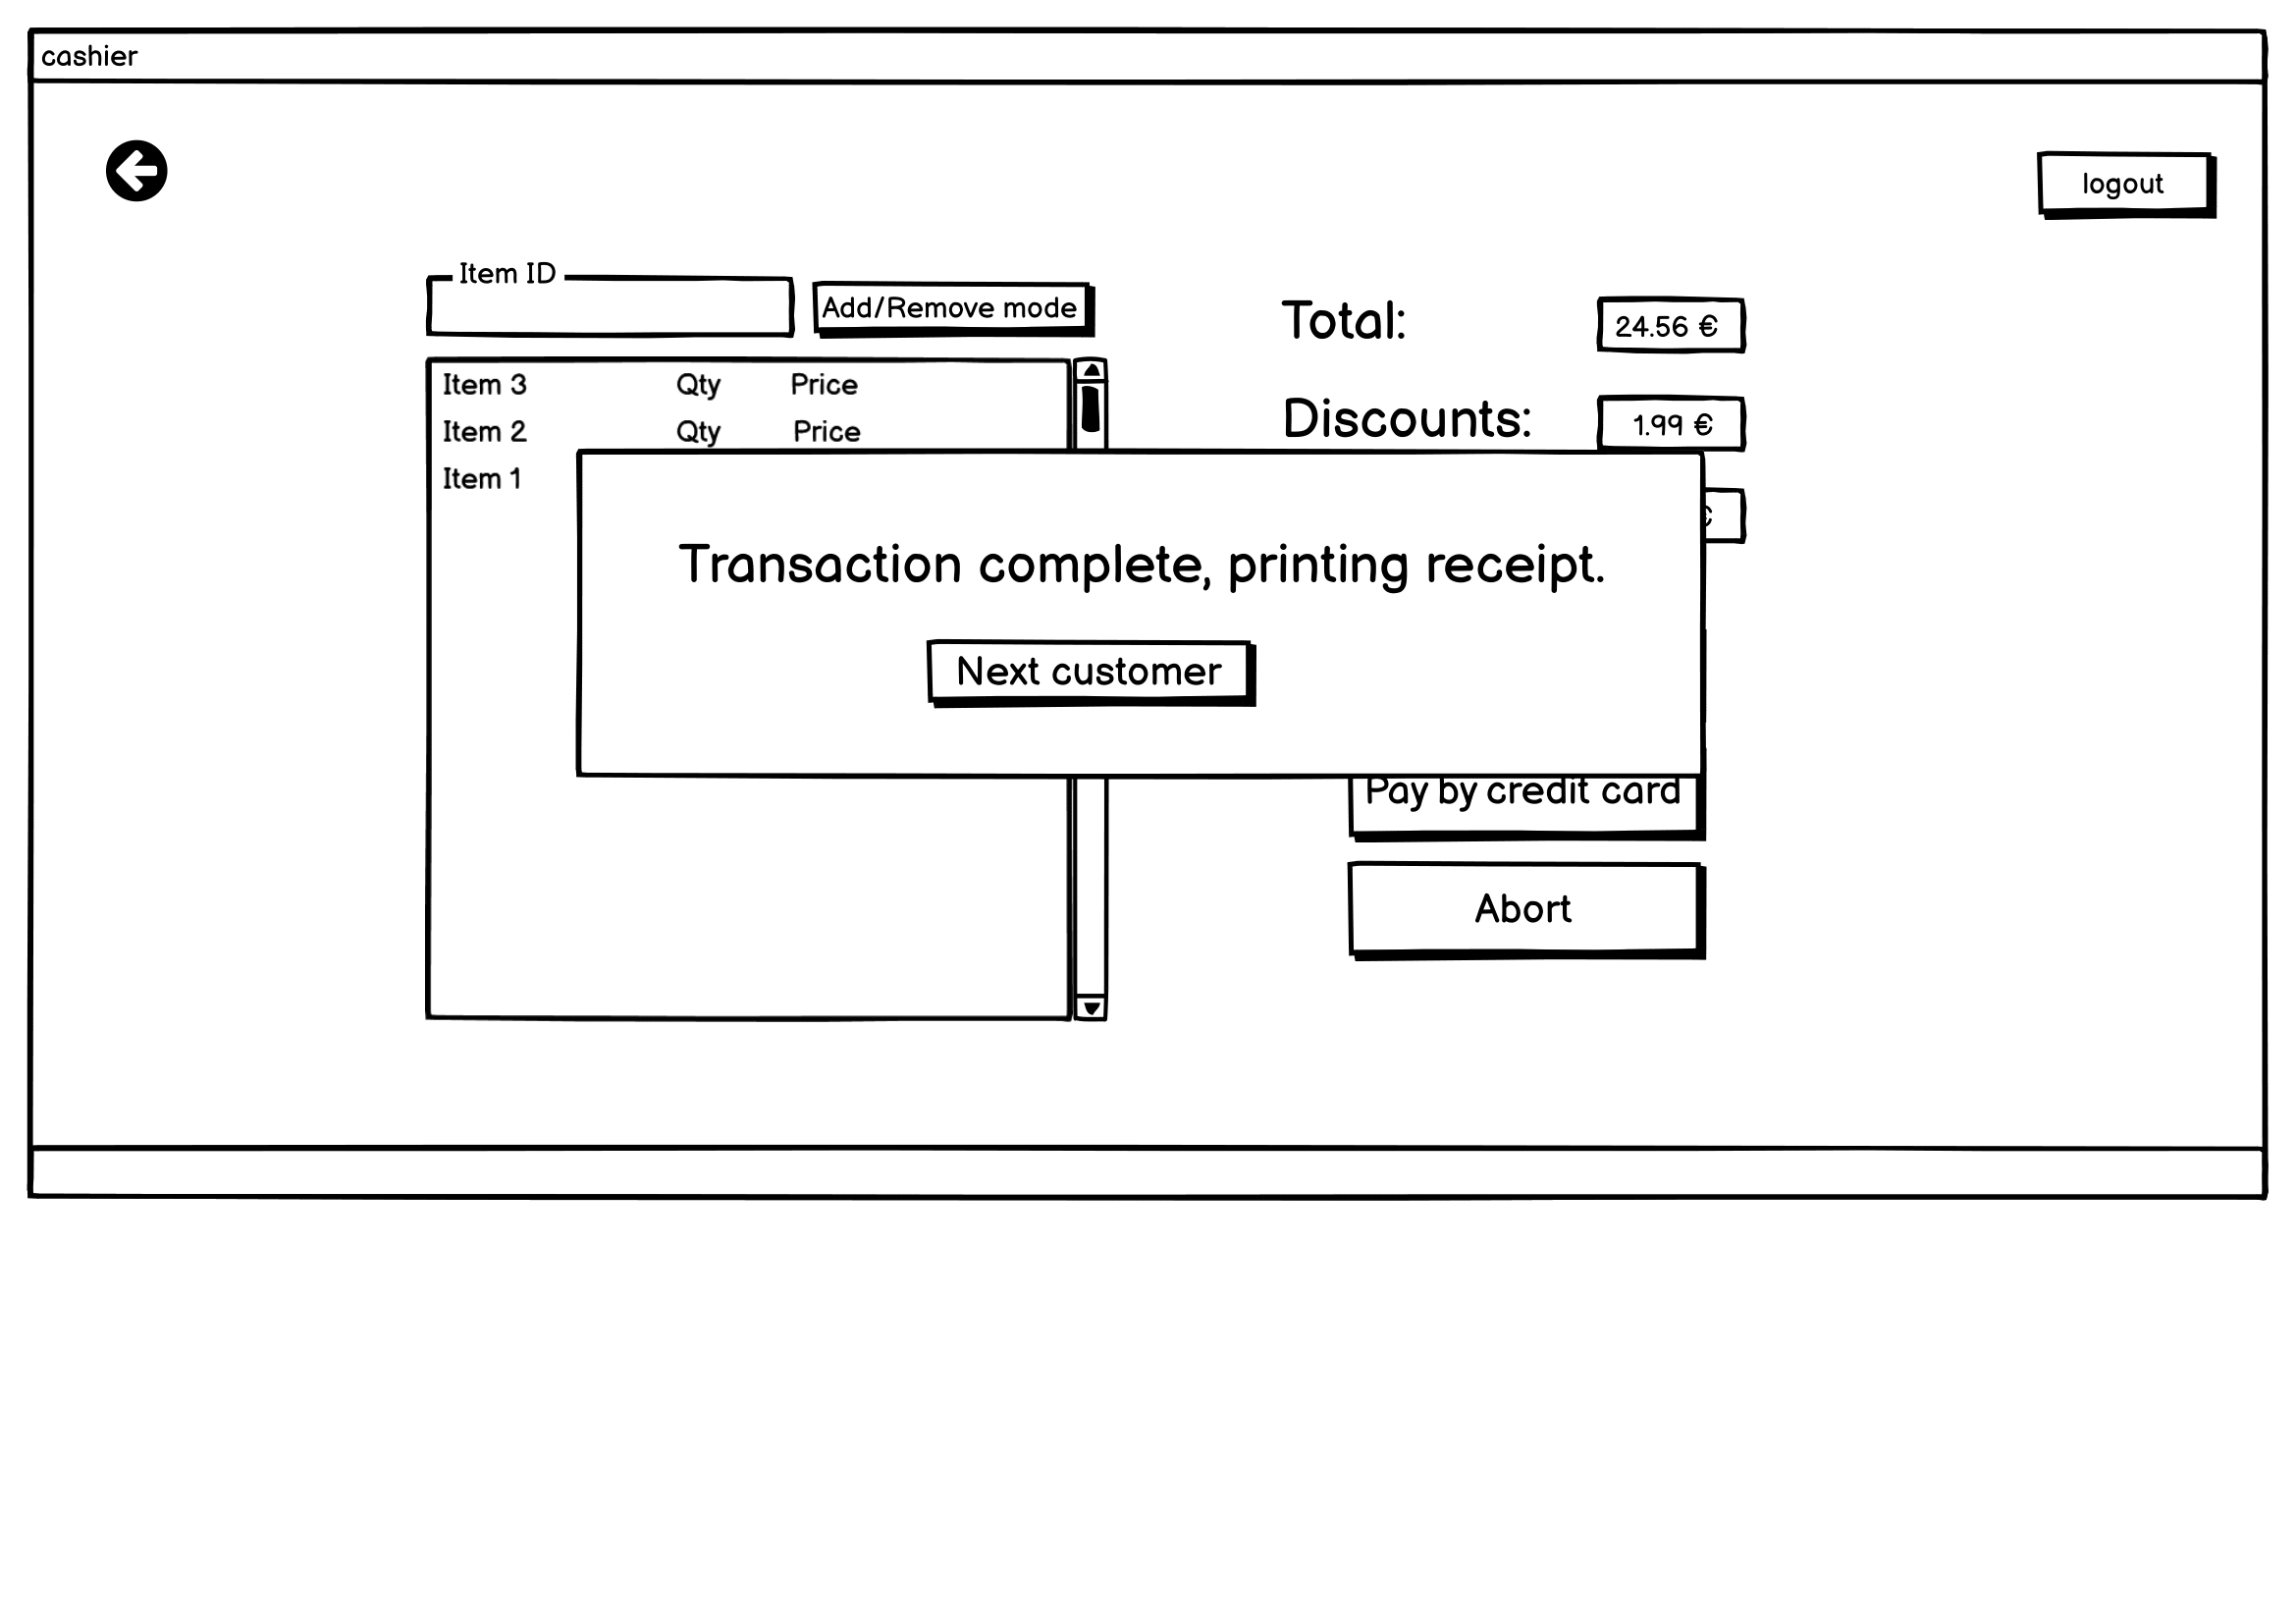 cashier
logout
Item ID
Add/Remove mode
Item 3 Qty Price
Item 2 Qty Price
Item 1
Total: 24.56 €
Discounts: 1.99 €
€
Transaction complete, printing receipt.
Next customer
Pay by credit card
Abort